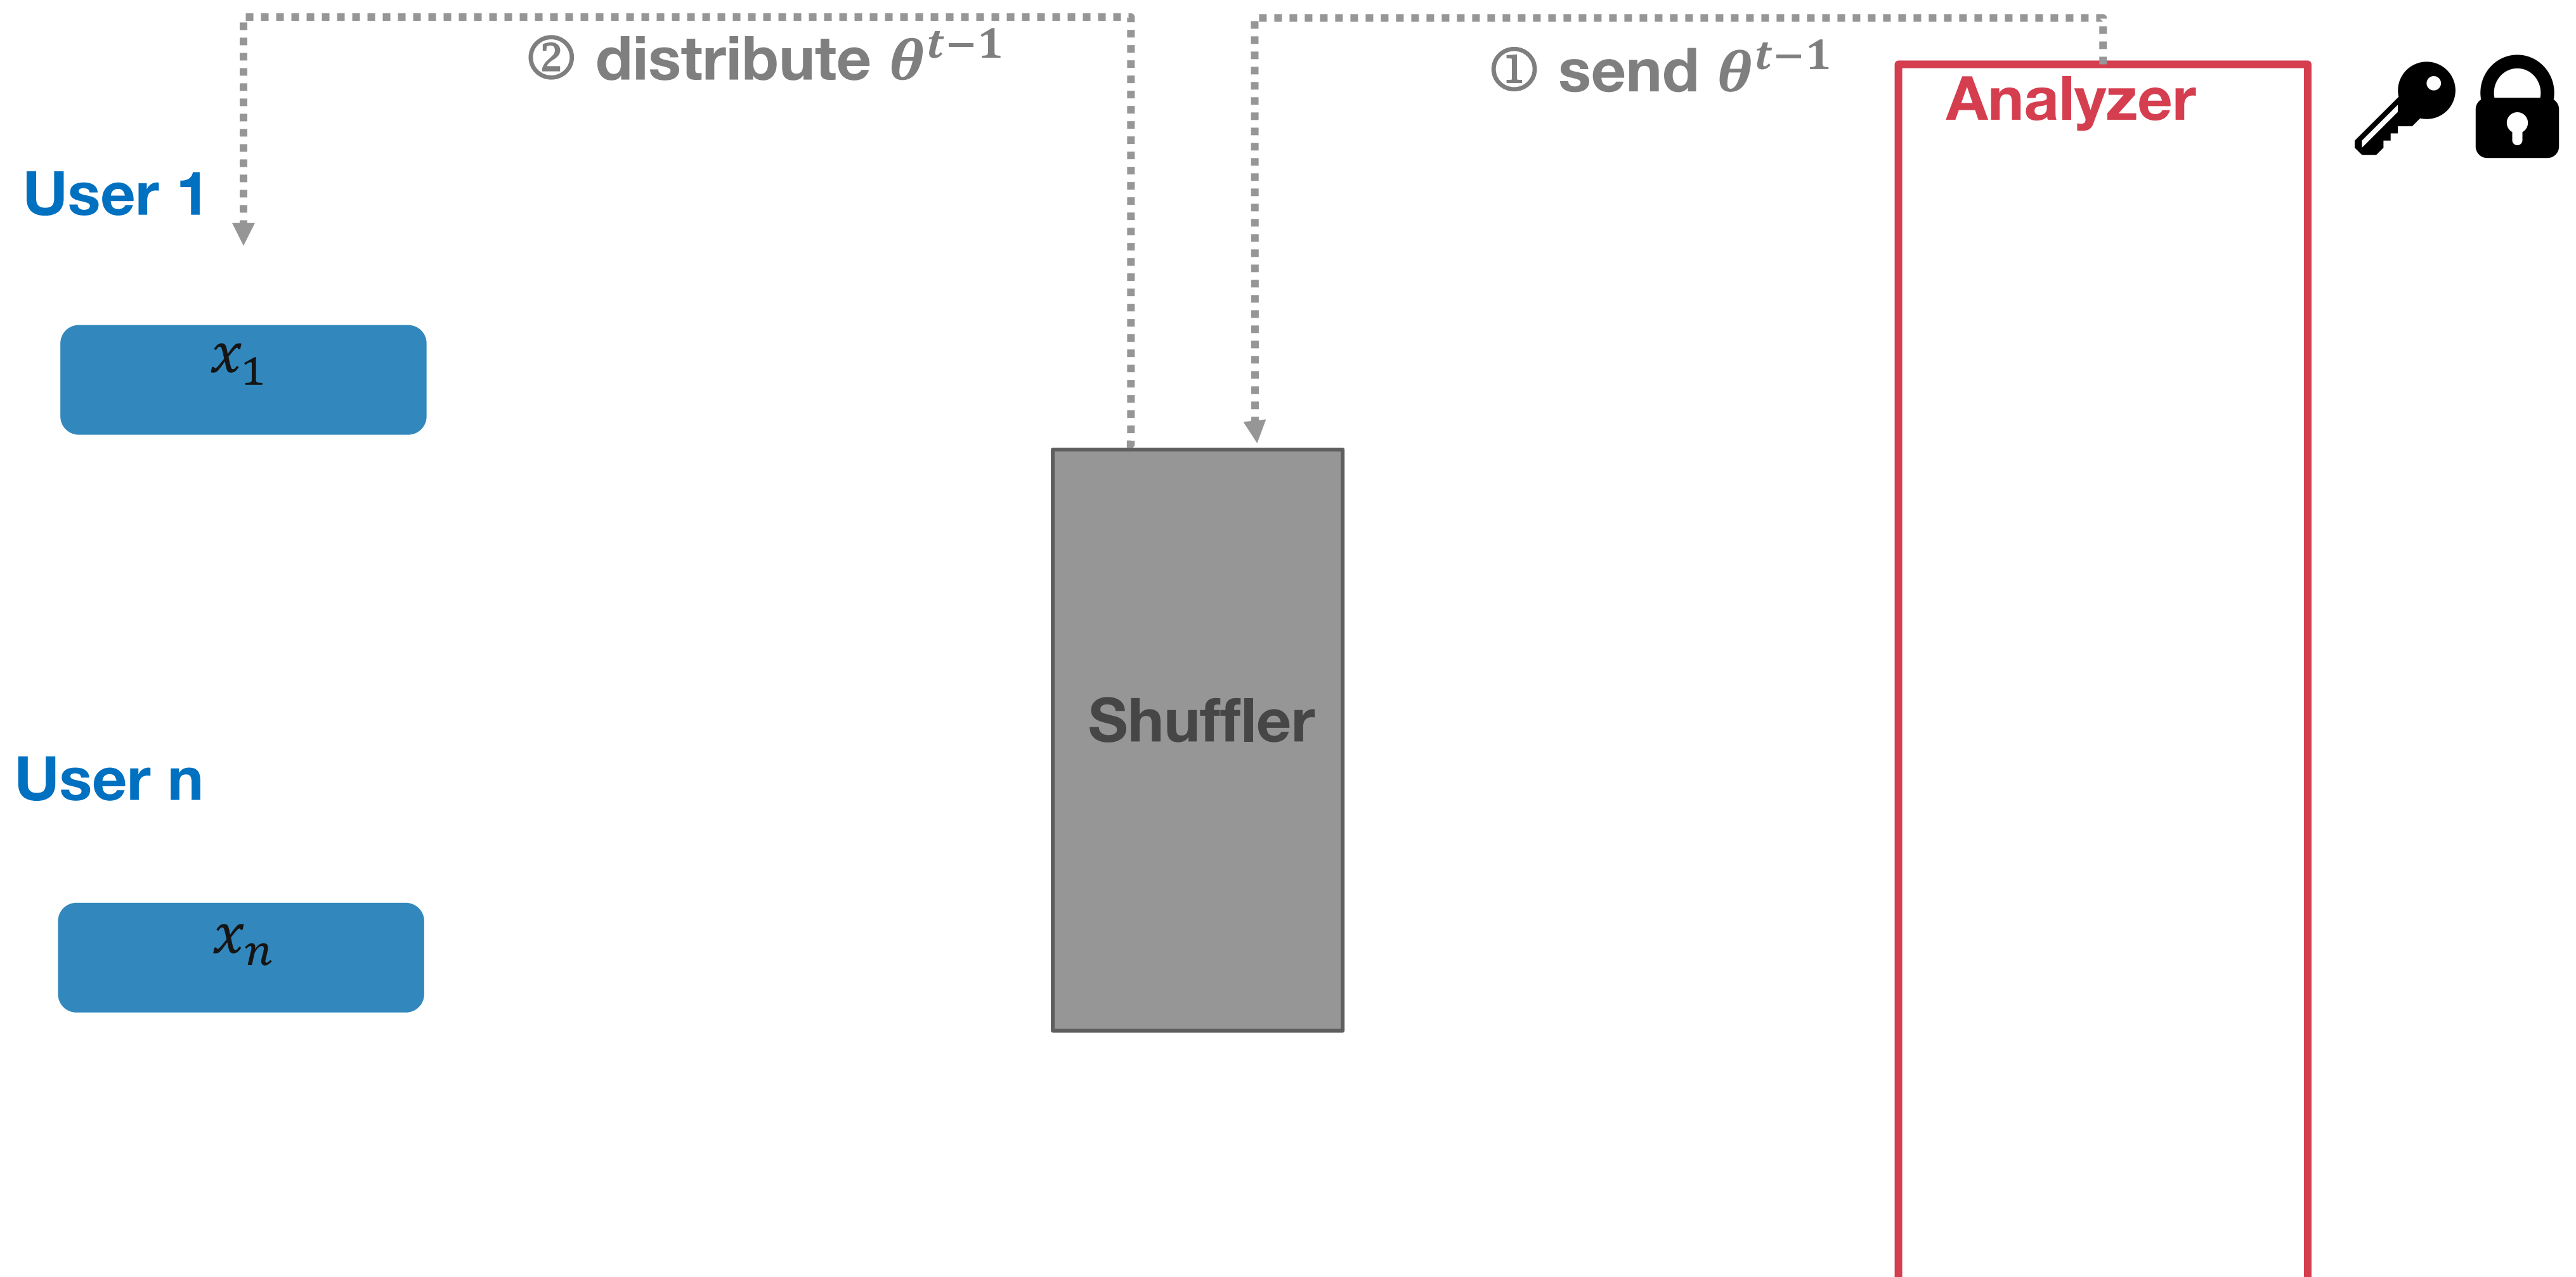 ② distribute θ^{t−1}
① send θ^{t−1}
Analyzer
User 1
x_1
Shuffler
User n
x_n